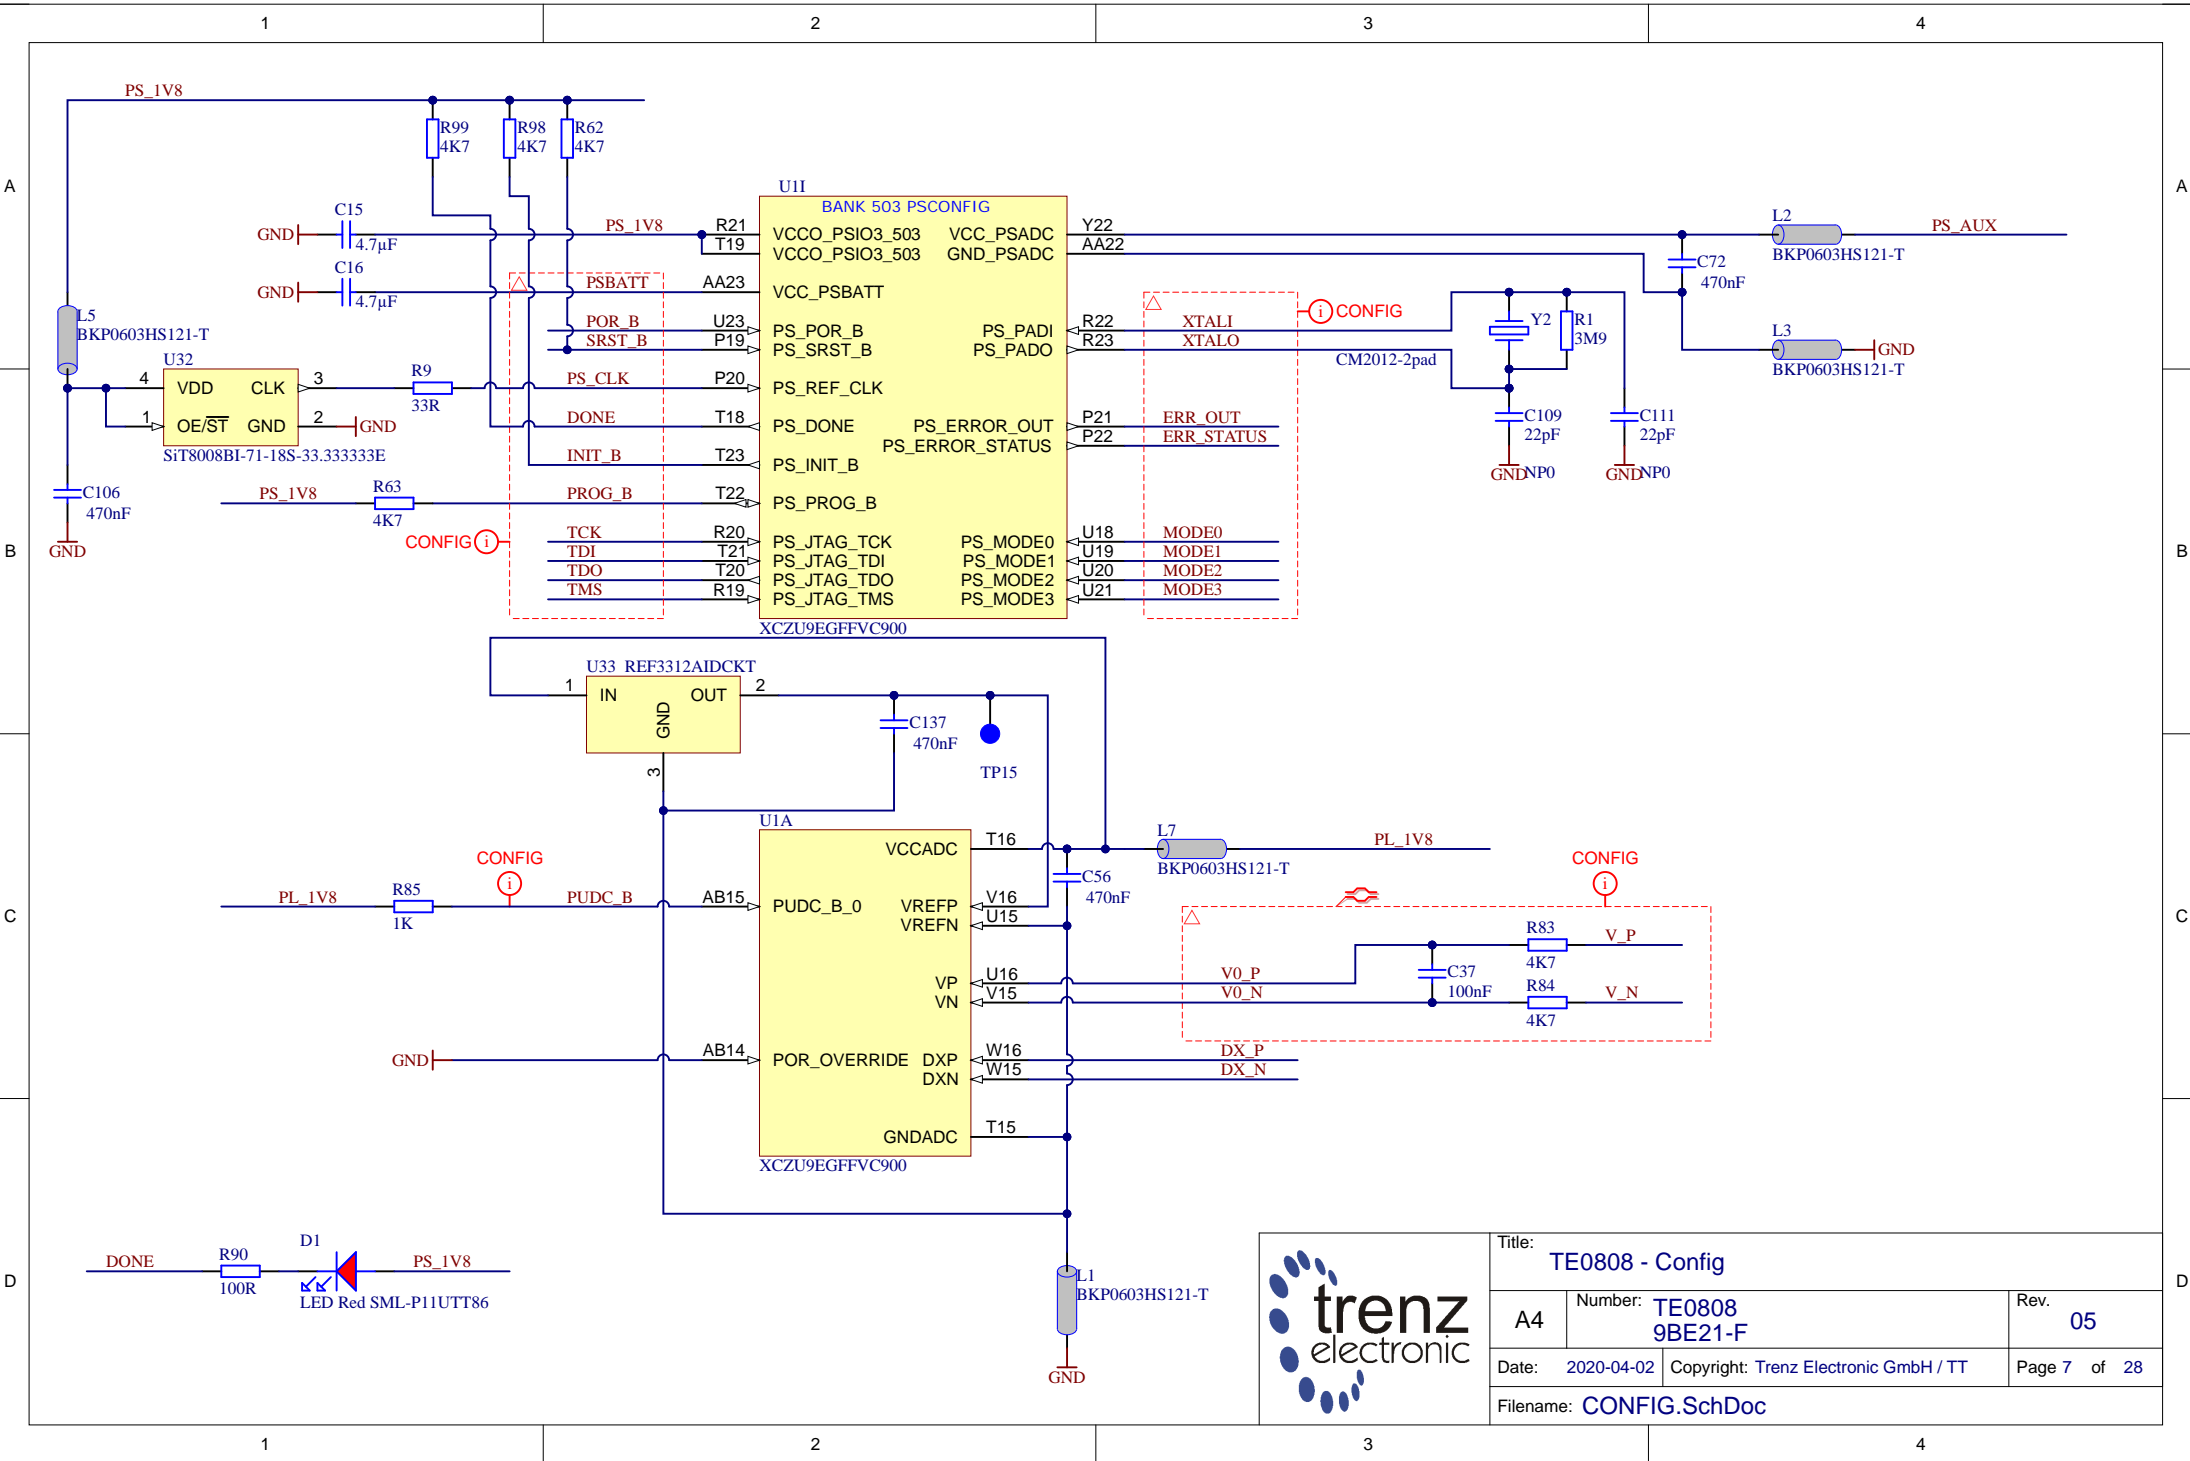 1 2 3 4
PS_1V8
R99 4K7
R98 4K7
R62 4K7
A A
U1I
BANK 503 PSCONFIG
C15
GND 4.7µF
PS_1V8
R21 VCCO_PSIO3_503
T19 VCCO_PSIO3_503
C16
GND 4.7µF
PSBATT AA23 VCC_PSBATT
POR_B U23 PS_POR_B
SRST_B P19 PS_SRST_B
PS_CLK P20 PS_REF_CLK
DONE T18 PS_DONE
INIT_B T23 PS_INIT_B
PROG_B T22 PS_PROG_B
TCK R20 PS_JTAG_TCK
TDI T21 PS_JTAG_TDI
TDO T20 PS_JTAG_TDO
TMS R19 PS_JTAG_TMS
VCC_PSADC Y22
GND_PSADC AA22
PS_PADI R22 XTALI
PS_PADO R23 XTALO
PS_ERROR_OUT P21 ERR_OUT
PS_ERROR_STATUS P22 ERR_STATUS
PS_MODE0 U18 MODE0
PS_MODE1 U19 MODE1
PS_MODE2 U20 MODE2
PS_MODE3 U21 MODE3
XCZU9EGFFVC900
L2
BKP0603HS121-T
PS_AUX
C72
470nF
L3
BKP0603HS121-T
GND
i CONFIG
CM2012-2pad
Y2
R1
3M9
C109
22pF
GND NP0
C111
22pF
GND NP0
L5
BKP0603HS121-T
U32
4 VDD CLK 3
1 OE/ST GND 2 GND
SiT8008BI-71-18S-33.333333E
R9
33R
C106
470nF
GND
PS_1V8 R63
4K7
CONFIG i
B B
U33 REF3312AIDCKT
1 IN OUT 2
GND
3
C137
470nF
TP15
U1A
VCCADC T16
VREFP V16
VREFN U15
VP U16 V0_P
VN V15 V0_N
DXP W16 DX_P
DXN W15 DX_N
GNDADC T15
PUDC_B AB15 PUDC_B_0
GND AB14 POR_OVERRIDE
XCZU9EGFFVC900
CONFIG
i
PL_1V8 R85
1K
L7
BKP0603HS121-T
PL_1V8
C56
470nF
CONFIG
i
R83
4K7
V_P
C37
100nF
R84
4K7
V_N
C C
L1
BKP0603HS121-T
GND
DONE R90
100R
D1
PS_1V8
LED Red SML-P11UTT86
D D
trenz
electronic
Title:
TE0808 - Config
A4 Number: TE0808
9BE21-F
Rev.
05
Date: 2020-04-02 Copyright: Trenz Electronic GmbH / TT Page 7 of 28
Filename: CONFIG.SchDoc
1 2 3 4